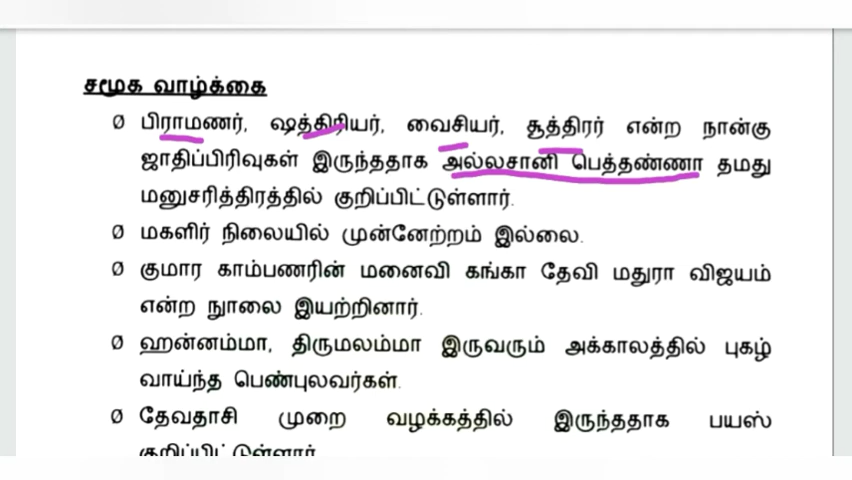 சமூக வாழ்க்கை
Ø பிராமணர், ஷத்திரியர், வைசியர், சூத்திரர் என்ற நான்கு
ஜாதிப்பிரிவுகள் இருந்ததாக அல்லசானி பெத்தண்ணா தமது
மனுசரித்திரத்தில் குறிப்பிட்டுள்ளார்.
Ø மகளிர் நிலையில் முன்னேற்றம் இல்லை.
Ø குமார காம்பணரின் மனைவி கங்கா தேவி மதுரா விஜயம்
என்ற நுாலை இயற்றினார்.
Ø ஹன்னம்மா, திருமலம்மா இருவரும் அக்காலத்தில் புகழ்
வாய்ந்த பெண்புலவர்கள்.
Ø தேவதாசி முறை வழக்கத்தில் இருந்ததாக பயஸ்
குறிப்பிட்டுள்ளார்.